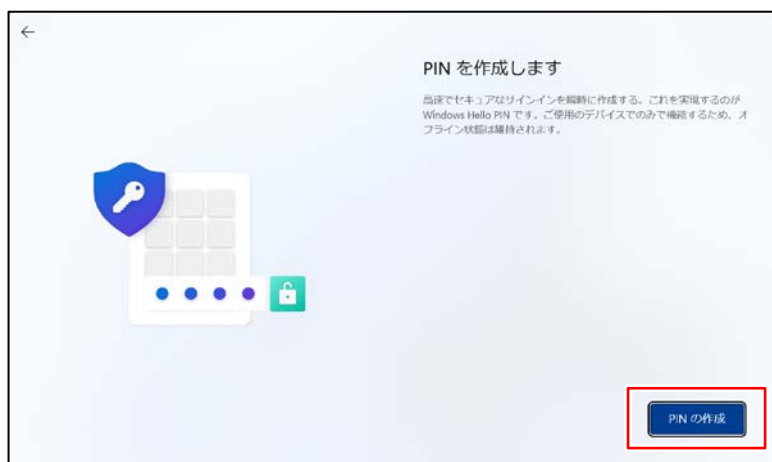 PIN を作成します
高速でセキュアなサインインを瞬時に作成する。これを実現するのが
Windows Hello PIN です。ご使用のデバイスでのみで機能するため、オ
フライン状態は維持されます。
PIN の作成